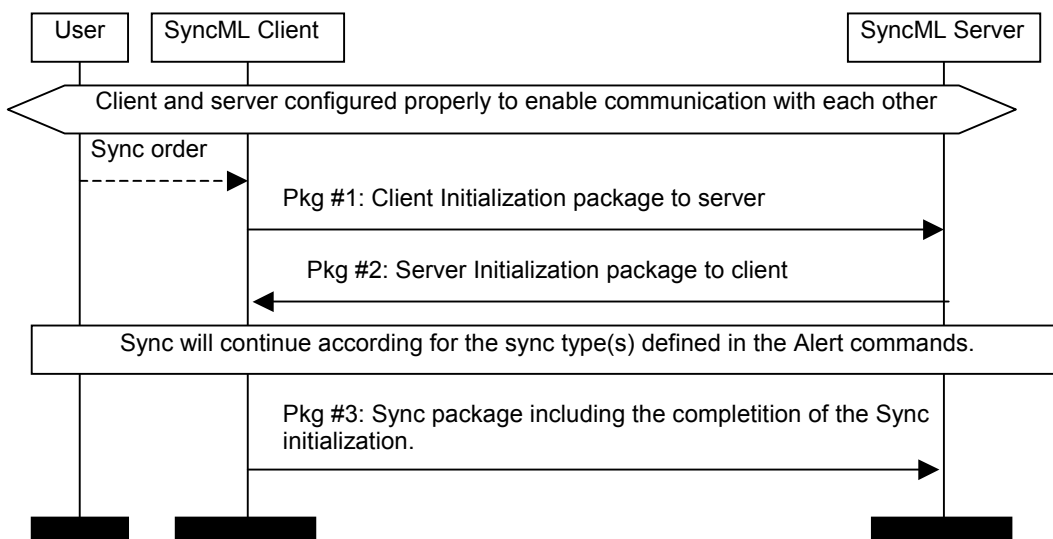 User
SyncML Client
SyncML Server
Client and server configured properly to enable communication with each other
Sync order
Pkg #1: Client Initialization package to server
Pkg #2: Server Initialization package to client
Sync will continue according for the sync type(s) defined in the Alert commands.
Pkg #3: Sync package including the completition of the Sync
initialization.